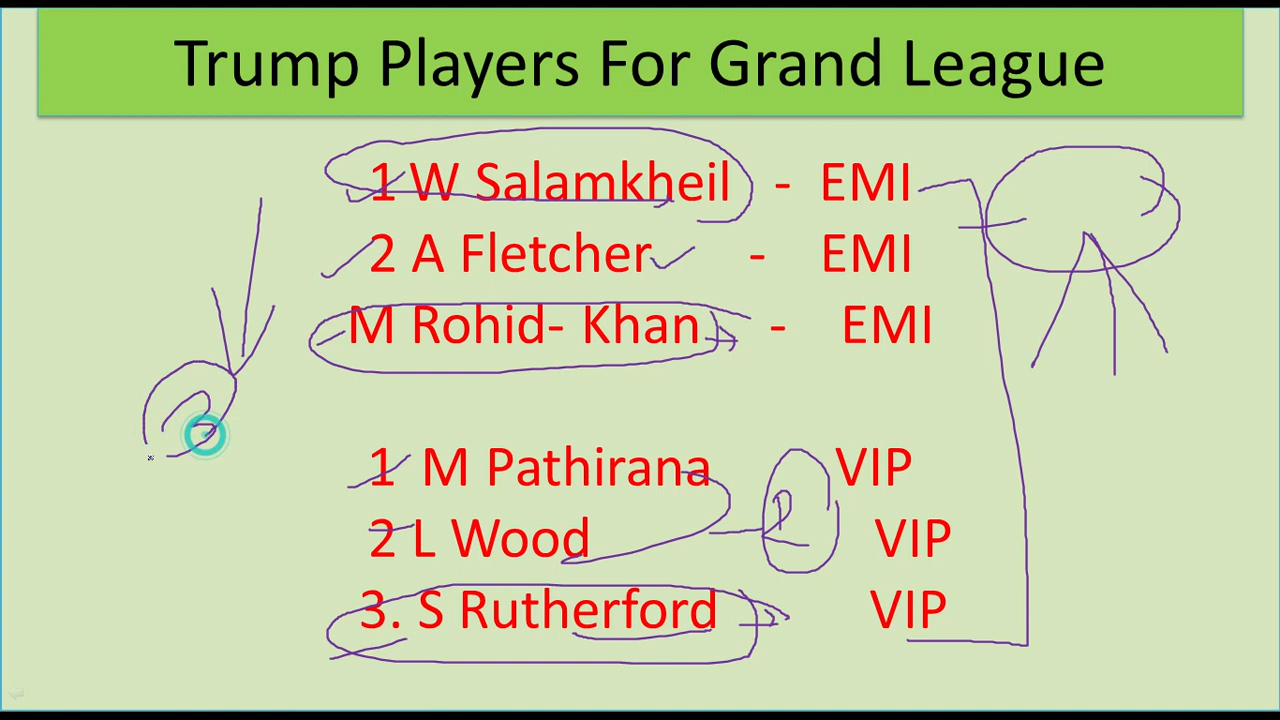 Trump Players For Grand League
1 W Salamkheil - EMI
2 A Fletcher - EMI
M Rohid- Khan - EMI
1 M Pathirana VIP
2 L Wood VIP
3. S Rutherford VIP